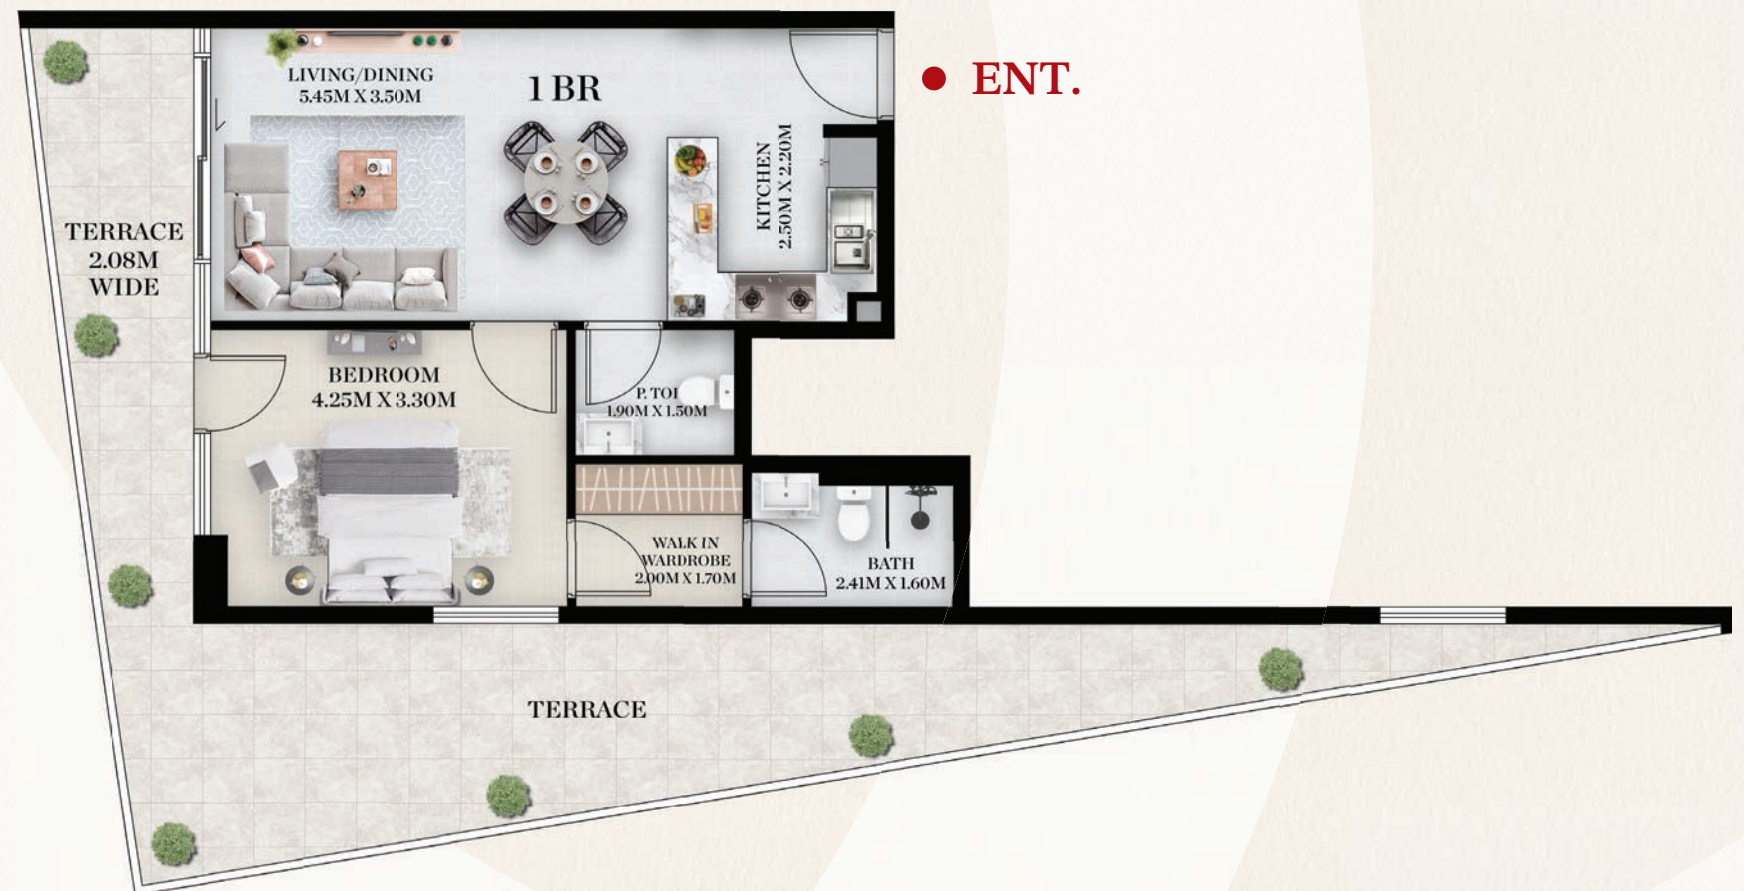 LIVING/DINING
5.45M X 3.50M
1 BR
ENT.
KITCHEN
2.50M X 2.20M
TERRACE
2.08M
WIDE
BEDROOM
4.25M X 3.30M
P. TOI
1.90M X 1.50M
WALK IN
WARDROBE
2.00M X 1.70M
BATH
2.41M X 1.60M
TERRACE